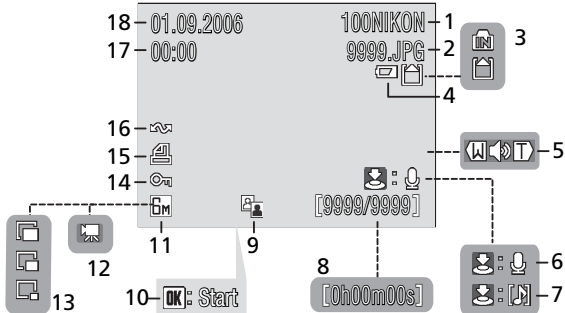 18 01.09.2006 100NIKON 1
17 00:00 9999.JPG 2
IN 3
4
16
15
14
W T 5
:
6M [9999/9999]
11 9
12
13
10 OK: Start
8 [0h00m00s]
: 6
: 7